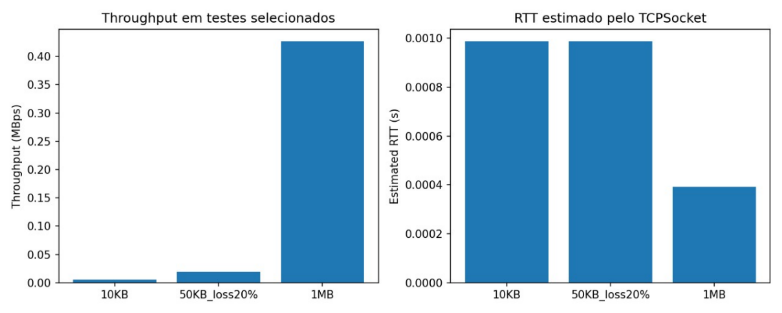 Throughput em testes selecionados
Throughput (MBps)
0.40
0.35
0.30
0.25
0.20
0.15
0.10
0.05
0.00
10KB
50KB_loss20%
1MB
RTT estimado pelo TCPSocket
Estimated RTT (s)
0.0010
0.0008
0.0006
0.0004
0.0002
0.0000
10KB
50KB_loss20%
1MB